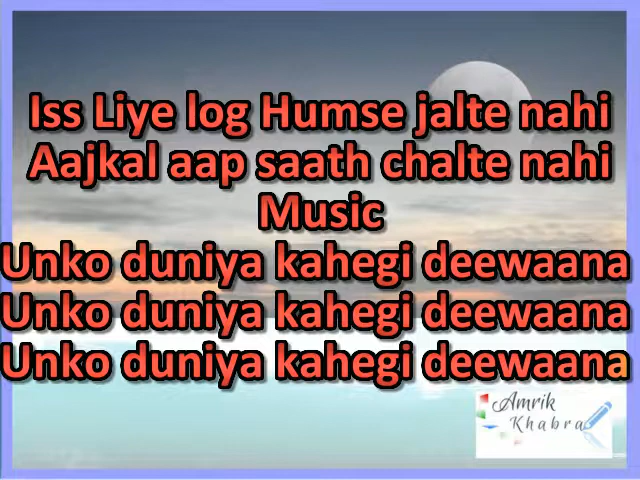 Iss Liye log Humse jalte nahi
Aajkal aap saath chalte nahi
Music
Unko duniya kahegi deewaana
Unko duniya kahegi deewaana
Unko duniya kahegi deewaana
Amrik
Khabra